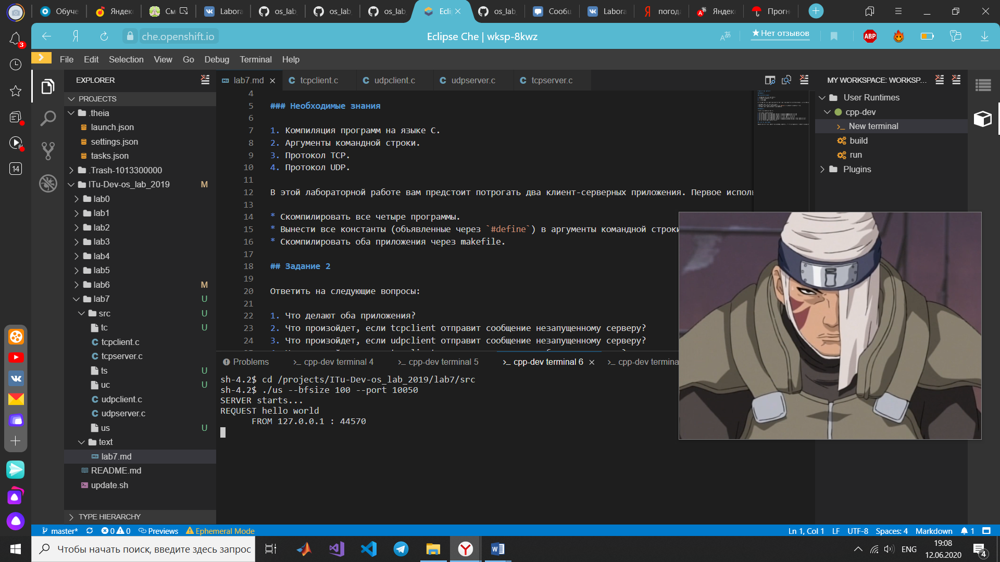 Обуче
Яндекс
См
Labora
os_lab
os_lab
os_lab
Ecli
os_lab
Сообщ
Labora
погода
Яндекс
Прогн
che.openshift.io
Eclipse Che | wksp-8kwz
Нет отзывов
ABP
3
14
File Edit Selection View Go Debug Terminal Help
EXPLORER
PROJECTS
.theia
launch.json
settings.json
tasks.json
.Trash-1013300000
ITu-Dev-os_lab_2019 M
lab0
lab1
lab2
lab3
lab4
lab5
lab6 M
lab7 U
src U
tc U
tcpclient.c
tcpserver.c
ts U
uc U
udpclient.c
udpserver.c
us U
text
lab7.md
README.md
update.sh
TYPE HIERARCHY
lab7.md tcpclient.c udpclient.c udpserver.c tcpserver.c
4
5 ### Необходимые знания
6
7 1. Компиляция программ на языке C.
8 2. Аргументы командной строки.
9 3. Протокол TCP.
10 4. Протокол UDP.
11
12 В этой лабораторной работе вам предстоит потрогать два клиент-серверных приложения. Первое исполь
13
14 * Скомпилировать все четыре программы.
15 * Вынести все константы (объявленные через `#define`) в аргументы командной строки
16 * Скомпилировать оба приложения через makefile.
17
18 ## Задание 2
19
20 Ответить на следующие вопросы:
21
22 1. Что делают оба приложения?
23 2. Что произойдет, если tcpclient отправит сообщение незапущенному серверу?
24 3. Что произойдет, если udpclient отправит сообщение незапущенному серверу?
MY WORKSPACE: WORKSP...
User Runtimes
cpp-dev
New terminal
build
run
Plugins
Problems cpp-dev terminal 4 cpp-dev terminal 5 cpp-dev terminal 6 cpp-dev termina
sh-4.2$ cd /projects/ITu-Dev-os_lab_2019/lab7/src
sh-4.2$ ./us --bfsize 100 --port 10050
SERVER starts...
REQUEST hello world
FROM 127.0.0.1 : 44570
master* 0 0 Previews Ephemeral Mode
Ln 1, Col 1 LF UTF-8 Spaces: 4 Markdown 1
Чтобы начать поиск, введите здесь запрос
ENG
19:08
12.06.2020
4